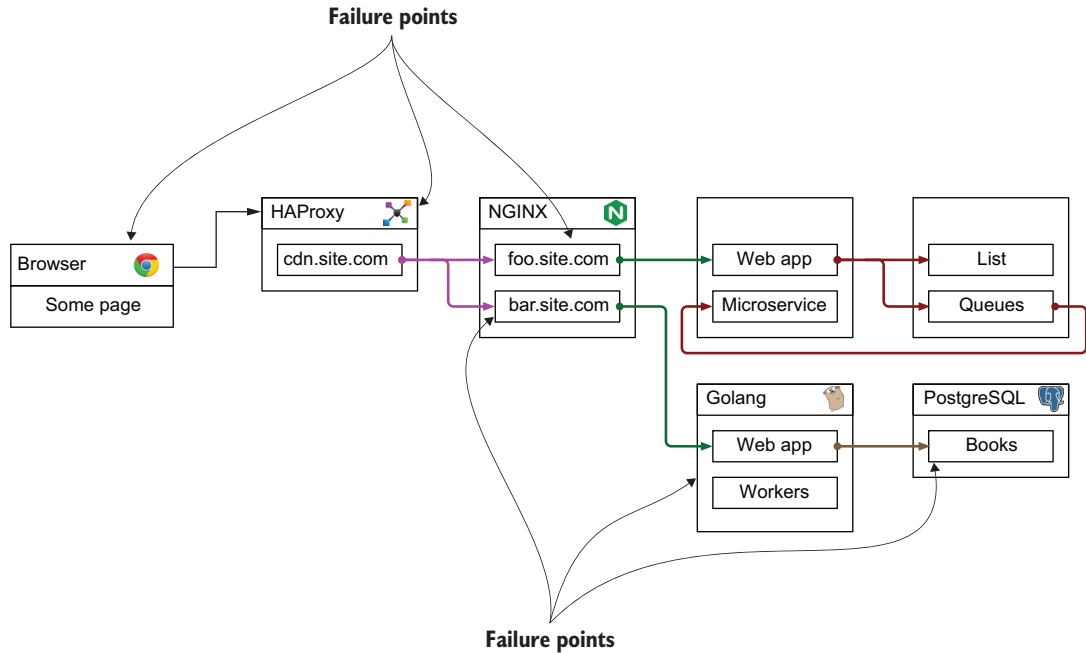 Failure points
HAProxy
NGINX
cdn.site.com
foo.site.com
Web app
List
Browser
Some page
bar.site.com
Microservice
Queues
Golang
PostgreSQL
Web app
Books
Workers
Failure points